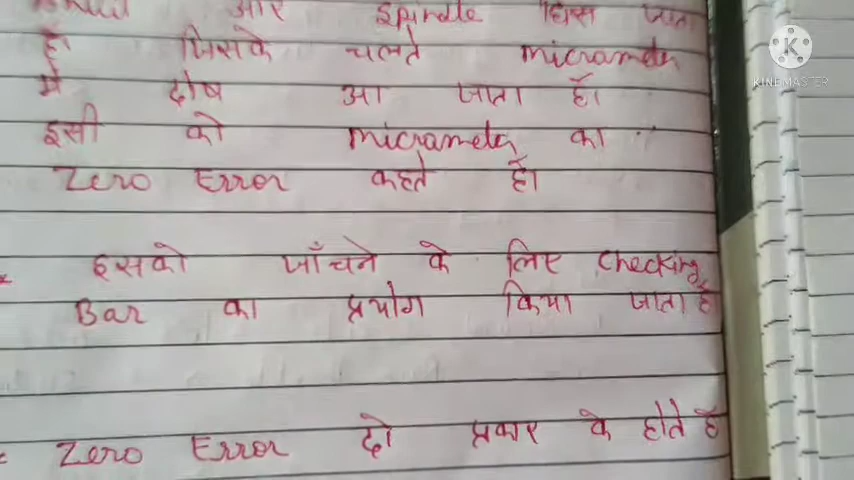 और spindle घिस जाता
है। जिसके चलते micrometer
में दोष आ जाता है।
इसी को micrometer का
Zero Error कहते है।
इसको जाँचने के लिए checking
Bar का प्रयोग किया जाता है
Zero Error दो प्रकार के होते है
KINEMASTER